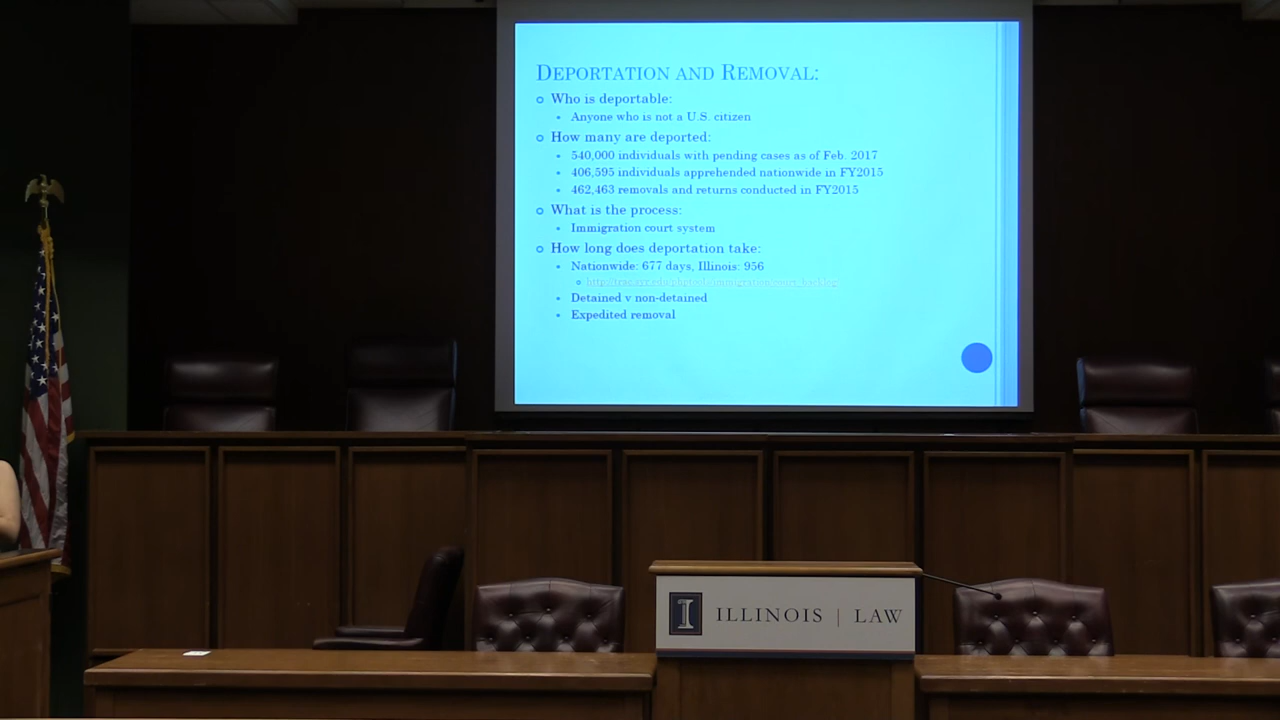 DEPORTATION AND REMOVAL:
Who is deportable:
Anyone who is not a U.S. citizen
How many are deported:
540,000 individuals with pending cases as of Feb. 2017
406,595 individuals apprehended nationwide in FY2015
462,463 removals and returns conducted in FY2015
What is the process:
Immigration court system
How long does deportation take:
Nationwide: 677 days, Illinois: 956
Detained v non-detained
Expedited removal
I ILLINOIS | LAW